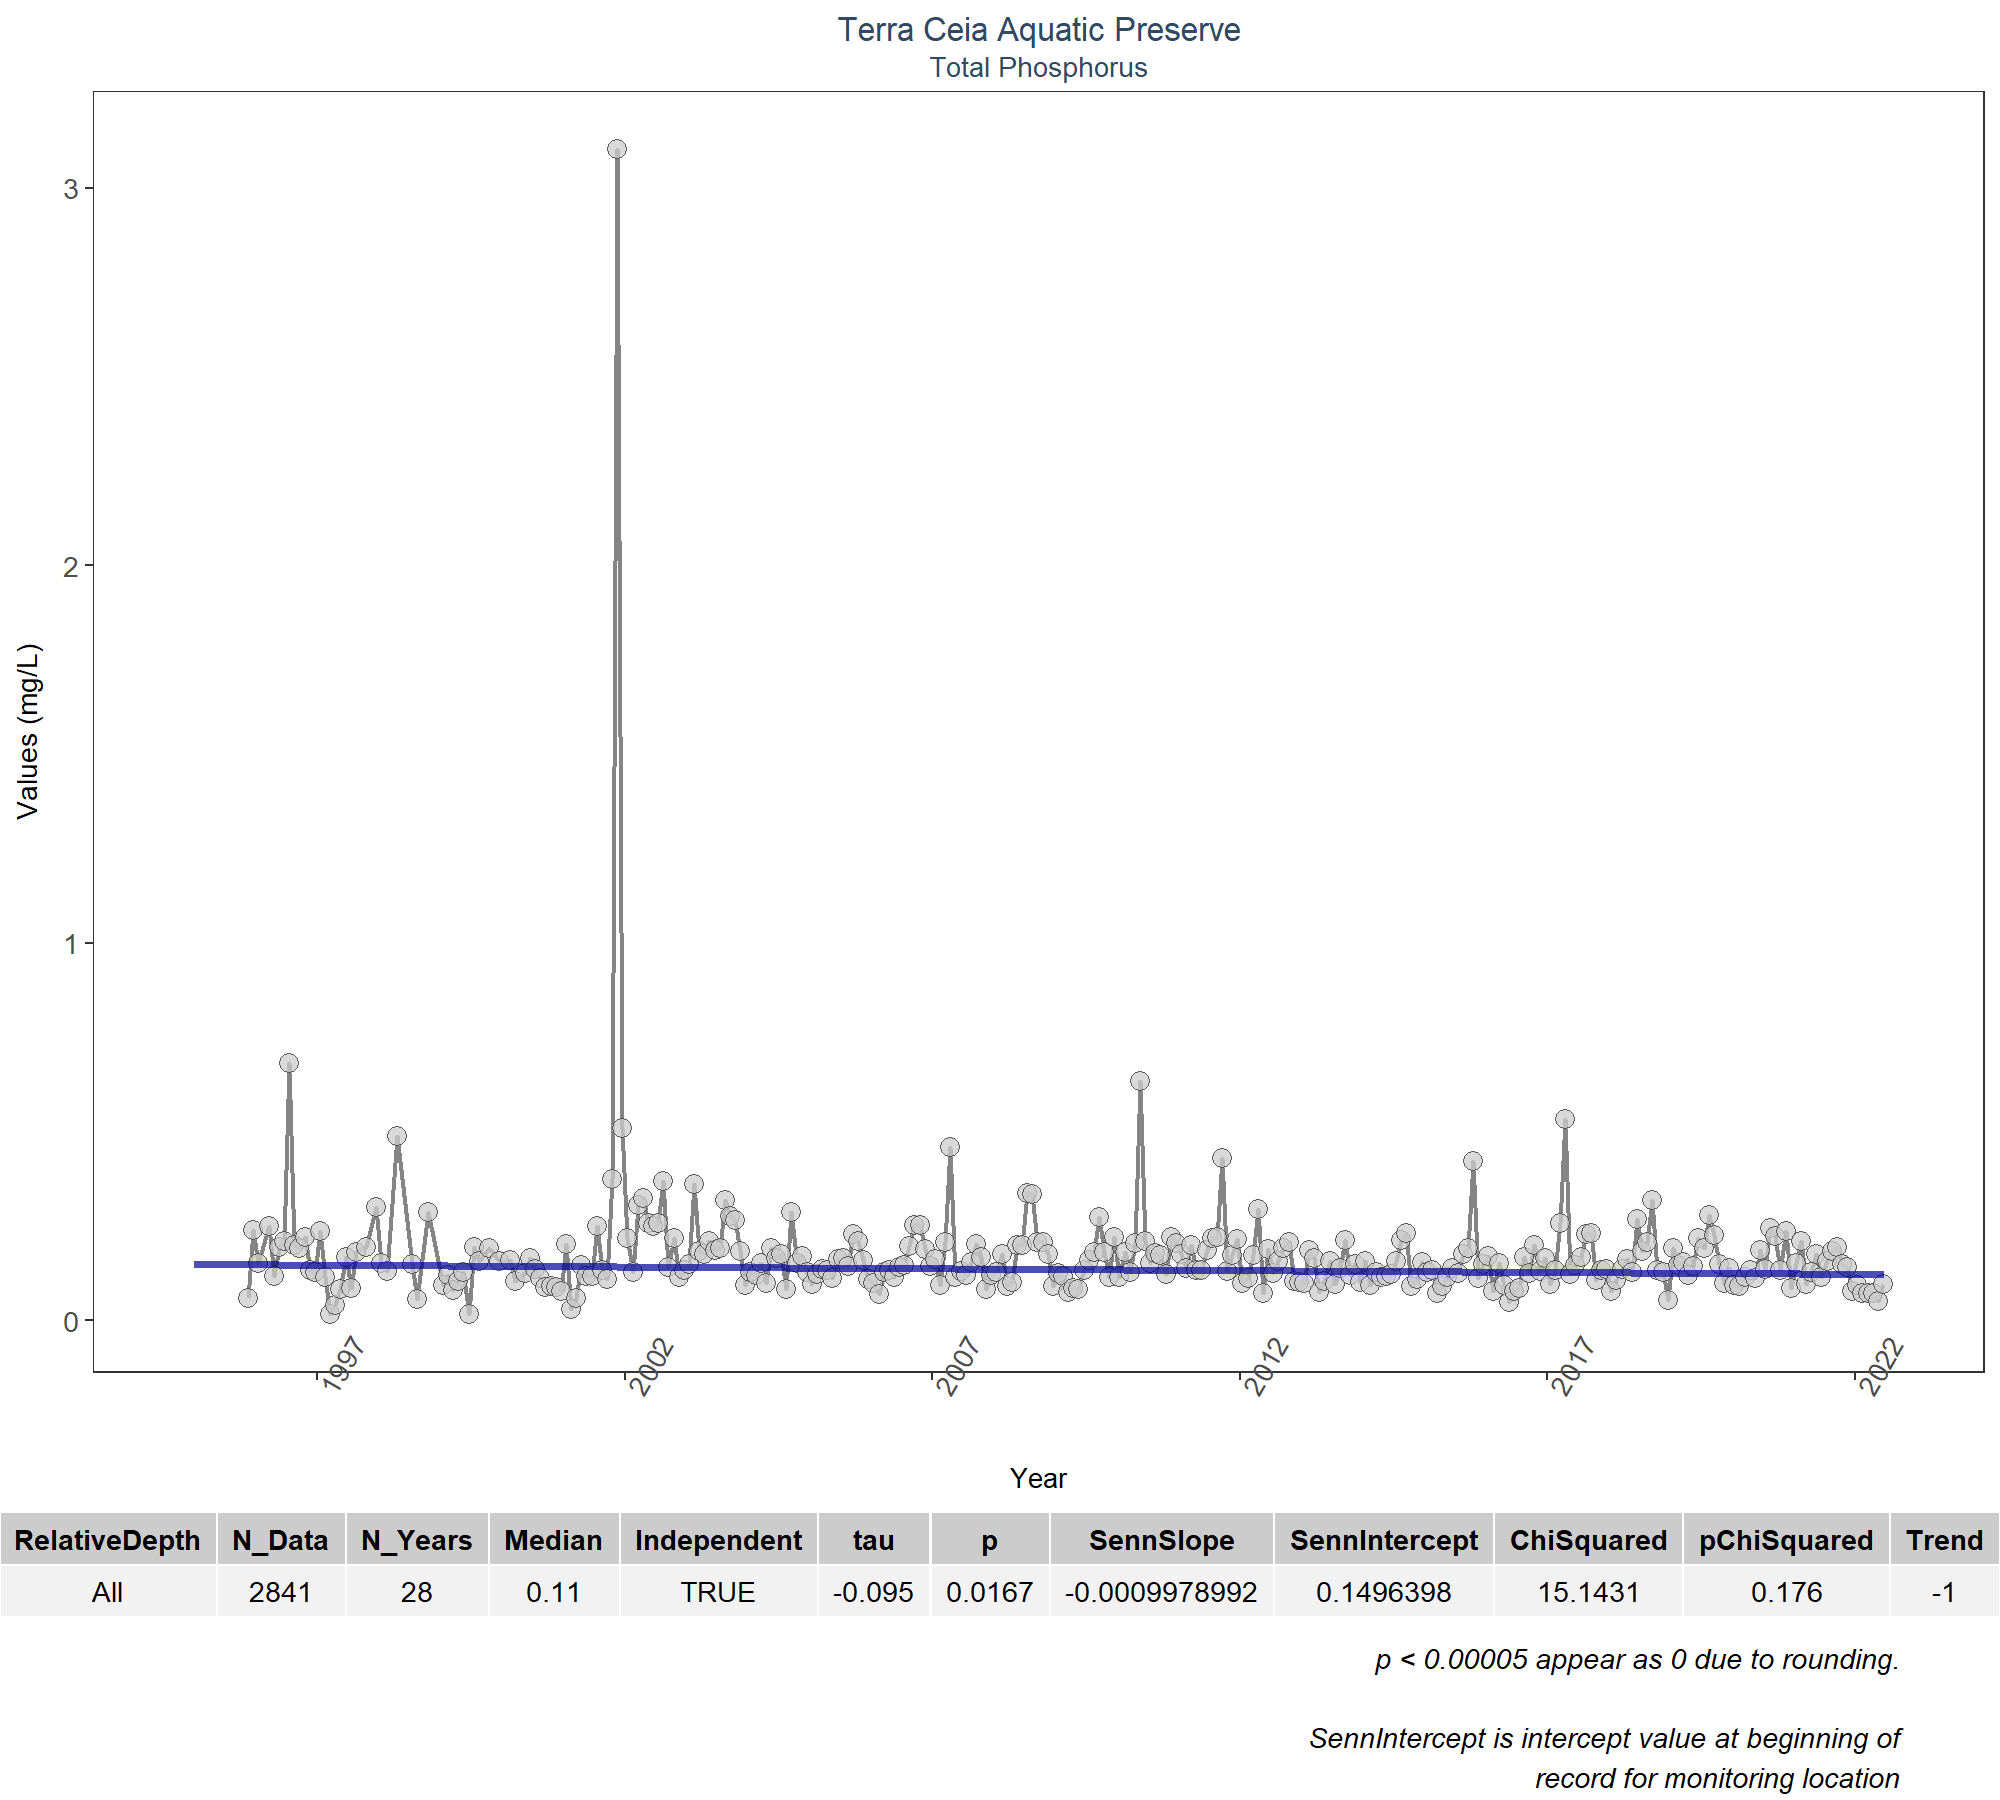 Terra Ceia Aquatic Preserve
Total Phosphorus
Values (mg/L)
3
2
1
0
1997 2002 2007 2012 2017 2022
Year
RelativeDepth N_Data N_Years Median Independent tau p SennSlope SennIntercept ChiSquared pChiSquared Trend
All 2841 28 0.11 TRUE -0.095 0.0167 -0.0009978992 0.1496398 15.1431 0.176 -1
p < 0.00005 appear as 0 due to rounding.
SennIntercept is intercept value at beginning of
record for monitoring location